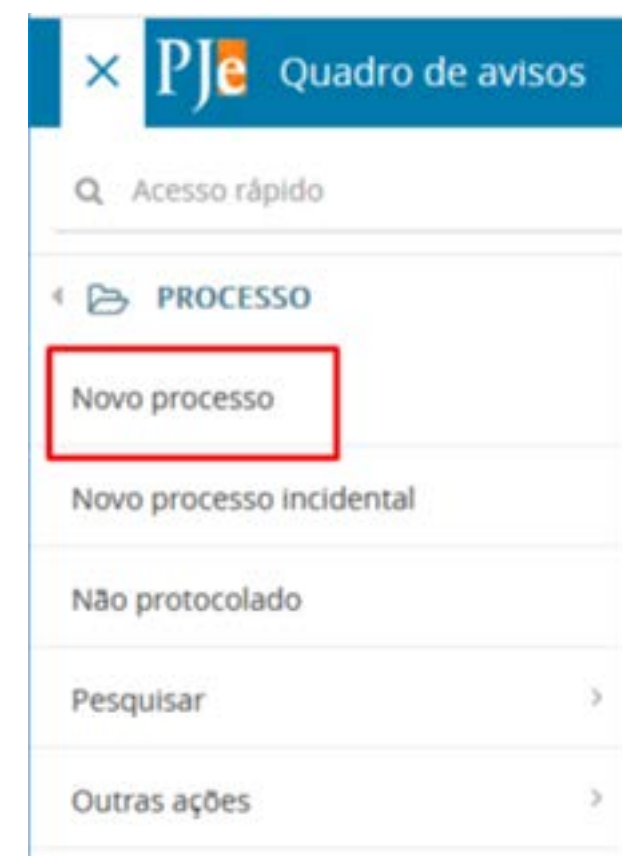 × PJe Quadro de avisos
Acesso rápido
PROCESSO
Novo processo
Novo processo incidental
Não protocolado
Pesquisar
Outras ações